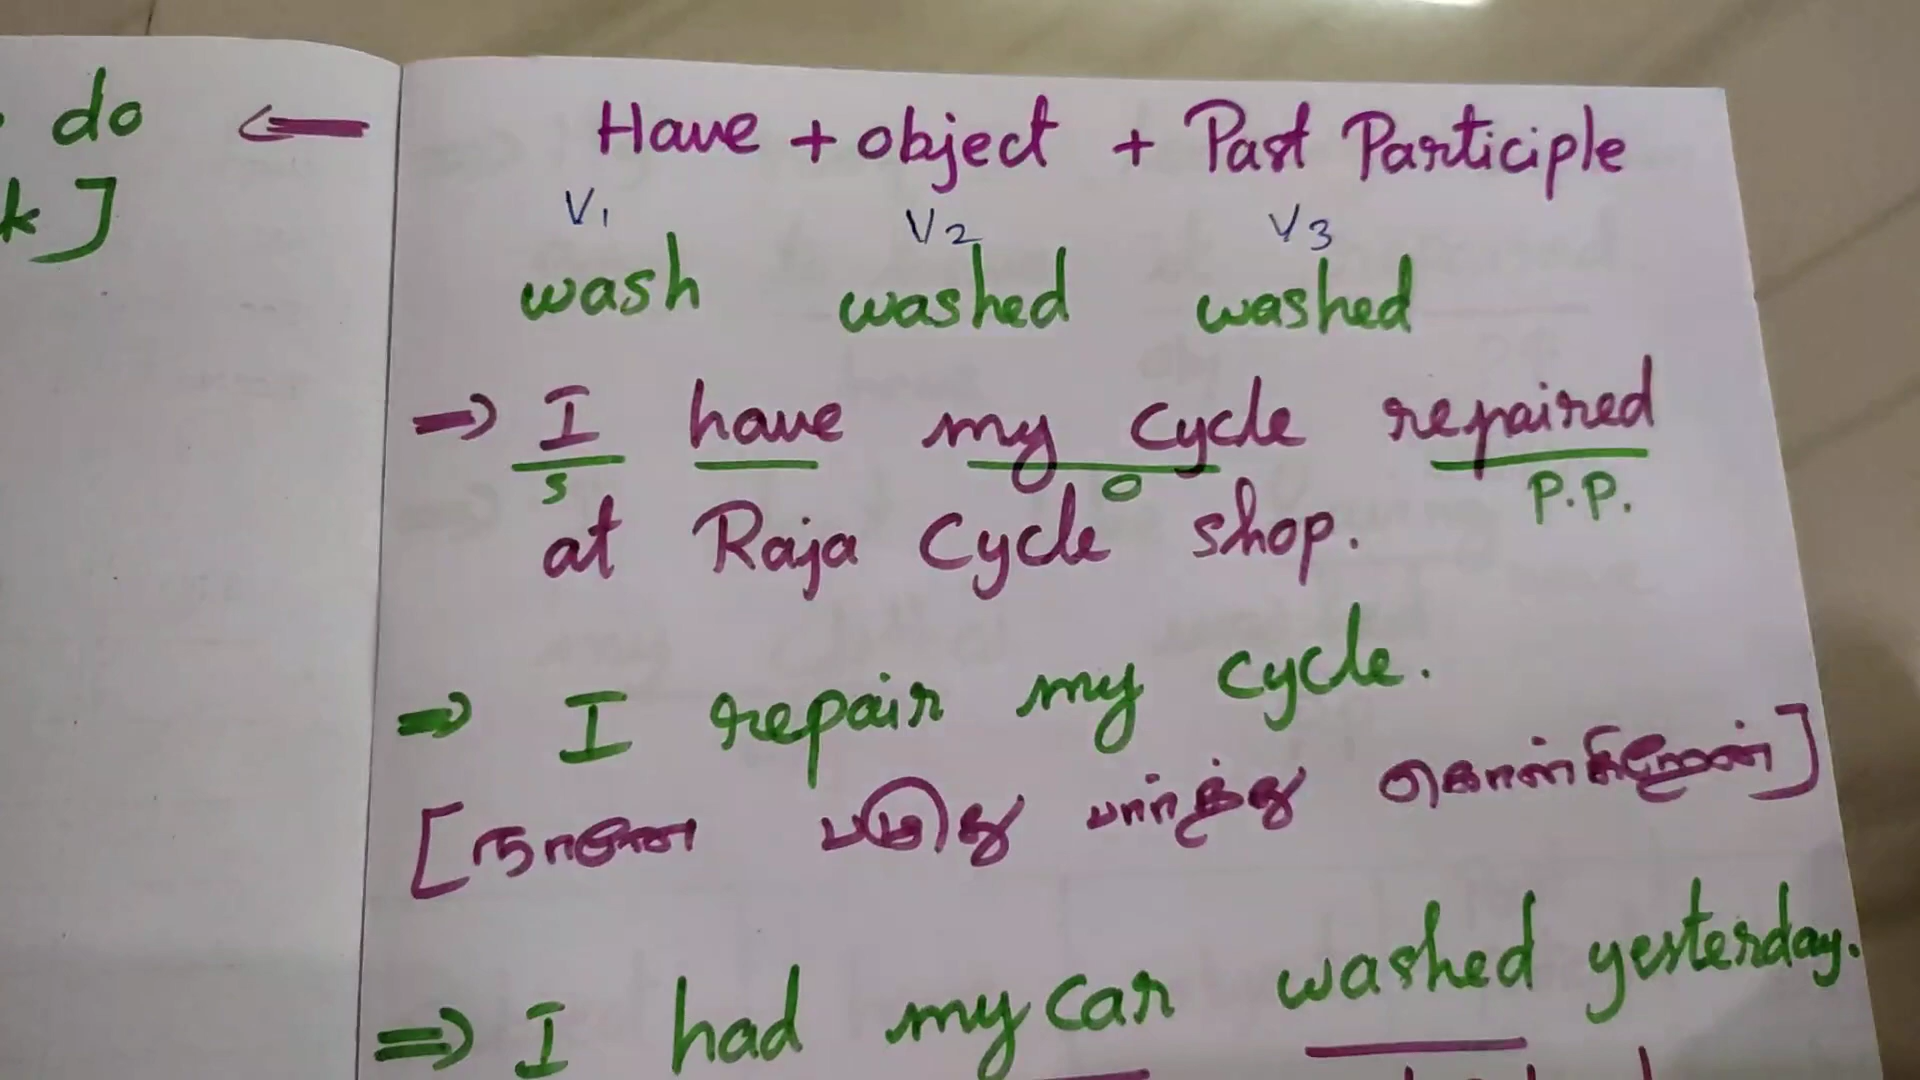 do
k]
Have + object + Past Participle
V1 V2 V3
wash washed washed
⇒ I have my cycle repaired
S O P.P.
at Raja Cycle shop.
⇒ I repair my cycle.
[நானே பழுது பார்த்து கொள்கிறேன்]
⇒ I had my car washed yesterday.